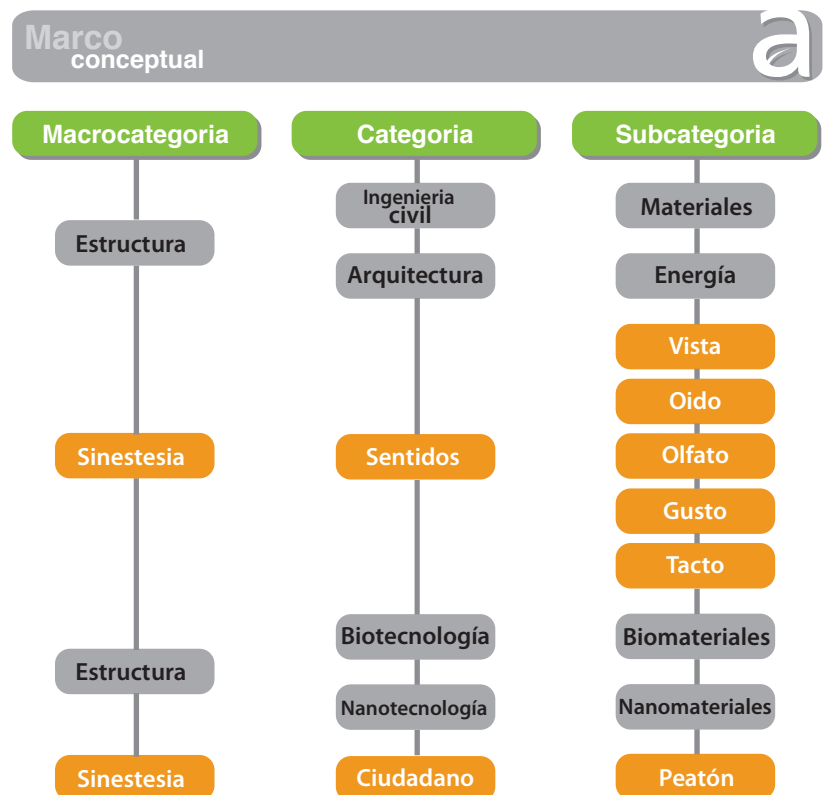 Marco
conceptual
a
Macrocategoria
Categoria
Subcategoria
Estructura
Sinestesia
Estructura
Sinestesia
Ingenieria
civil
Arquitectura
Sentidos
Biotecnología
Nanotecnología
Ciudadano
Materiales
Energía
Vista
Oido
Olfato
Gusto
Tacto
Biomateriales
Nanomateriales
Peatón